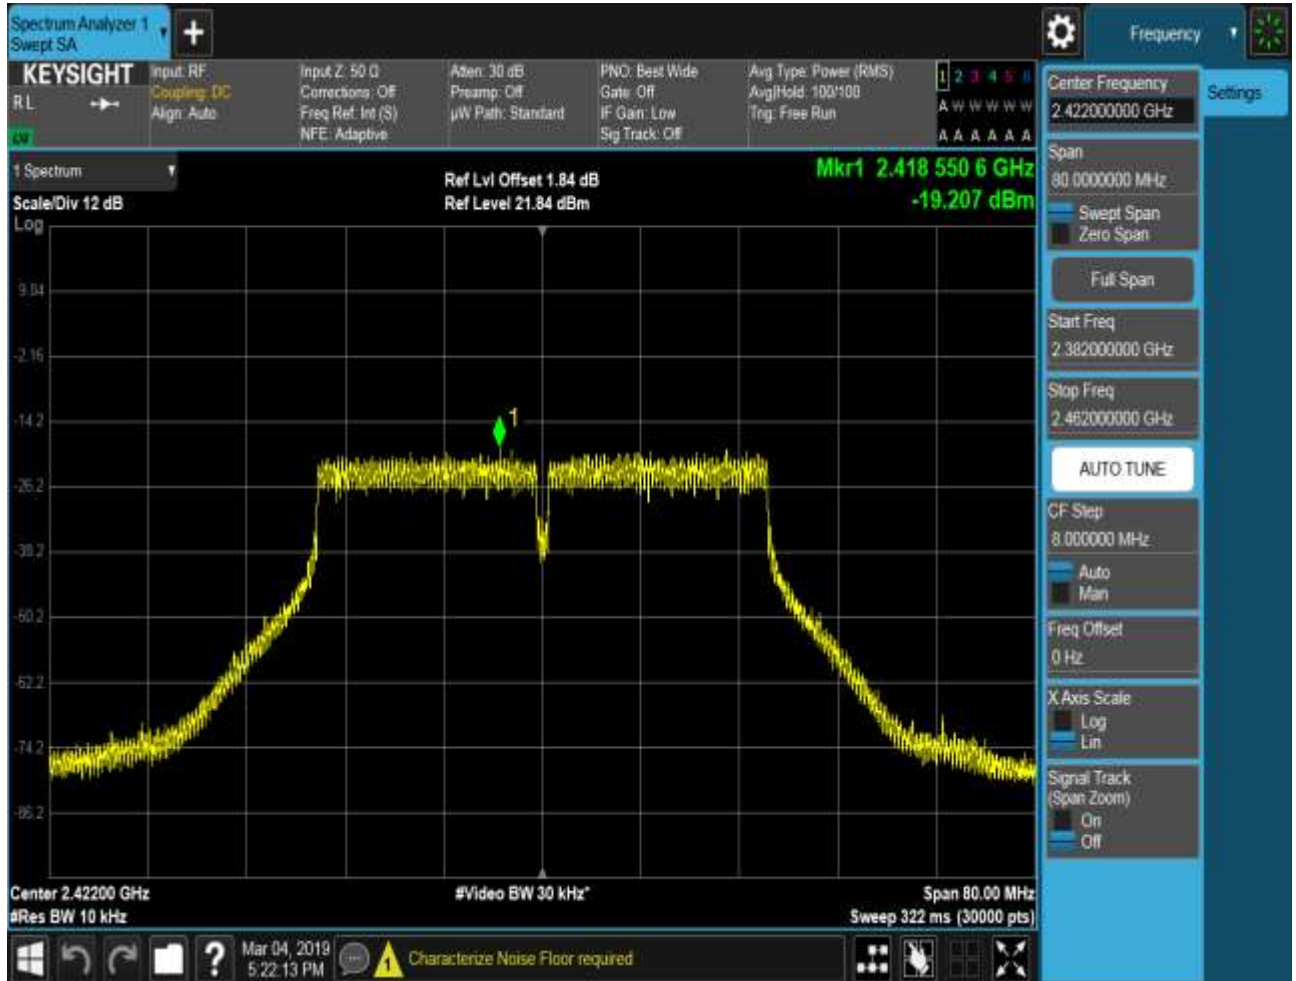 Spectrum Analyzer 1
Swept SA
+
Frequency
KEYSIGHT
R L
Input: RF
Coupling: DC
Align: Auto
Input Z: 50 Ω
Corrections: Off
Freq Ref: Int (S)
NFE: Adaptive
Atten: 30 dB
Preamp: Off
µW Path: Standard
PNO: Best Wide
Gate: Off
IF Gain: Low
Sig Track: Off
Avg Type: Power (RMS)
Avg|Hold: 100/100
Trig: Free Run
1 2 3 4 5 6
A W W W W W
A A A A A A
Center Frequency
2.422000000 GHz
Settings
Span
80.0000000 MHz
Swept Span
Zero Span
Full Span
Start Freq
2.382000000 GHz
Stop Freq
2.462000000 GHz
AUTO TUNE
CF Step
8.000000 MHz
Auto
Man
Freq Offset
0 Hz
X Axis Scale
Log
Lin
Signal Track
(Span Zoom)
On
Off
1 Spectrum
Scale/Div 12 dB
Log
Ref Lvl Offset 1.84 dB
Ref Level 21.84 dBm
Mkr1 2.418 550 6 GHz
-19.207 dBm
9.84
-2.16
-14.2
1
-26.2
-38.2
-50.2
-62.2
-74.2
-86.2
Center 2.42200 GHz
#Res BW 10 kHz
#Video BW 30 kHz*
Span 80.00 MHz
Sweep 322 ms (30000 pts)
?
Mar 04, 2019
5:22:13 PM
1
Characterize Noise Floor required